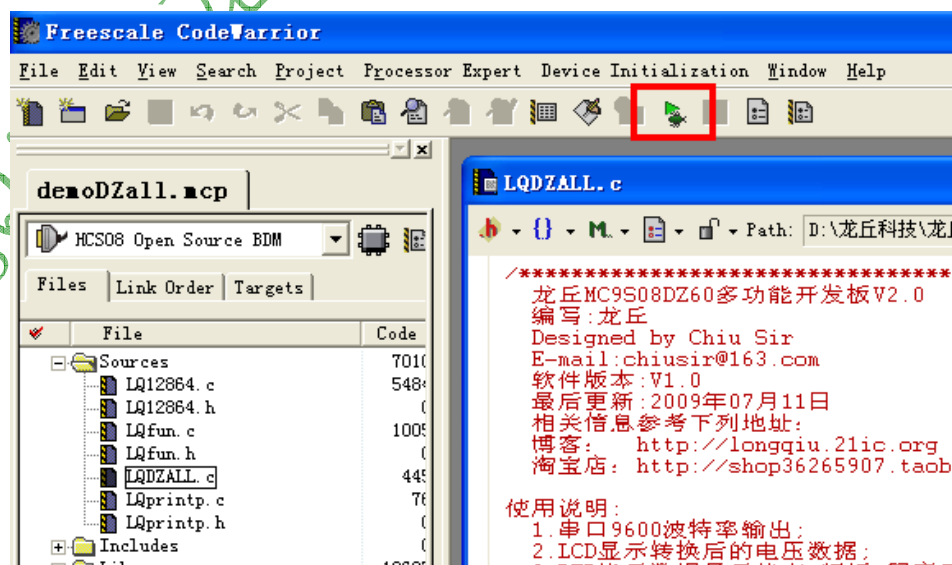 Freescale CodeWarrior
File Edit View Search Project Processor Expert Device Initialization Window Help
demoDZall.mcp
HCS08 Open Source BDM
Files Link Order Targets
File Code
Sources 7010
LQ12864.c 548
LQ12864.h
LQfun.c 1005
LQfun.h
LQDZALL.c 445
LQprintp.c 76
LQprintp.h
Includes
LQDZALL.c
h {} M. Path: D:\龙丘科技\龙
/*********************************
龙丘MC9S08DZ60多功能开发板V2.0
编写:龙丘
Designed by Chiu Sir
E-mail:chiusir@163.com
软件版本:V1.0
最后更新:2009年07月11日
相关信息参考下列地址:
博客: http://longqiu.21ic.org
淘宝店: http://shop36265907.taob
使用说明:
1.串口9600波特率输出;
2.LCD显示转换后的电压数据;